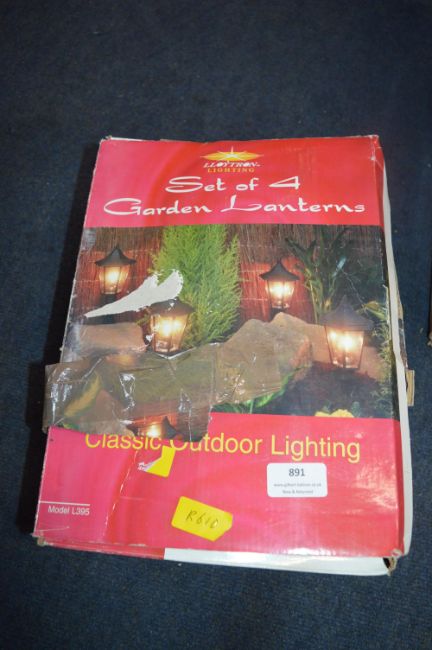 LLOYTRON
LIGHTING
Set of 4
Garden Lanterns
Classic Outdoor Lighting
891
Model L395
R610